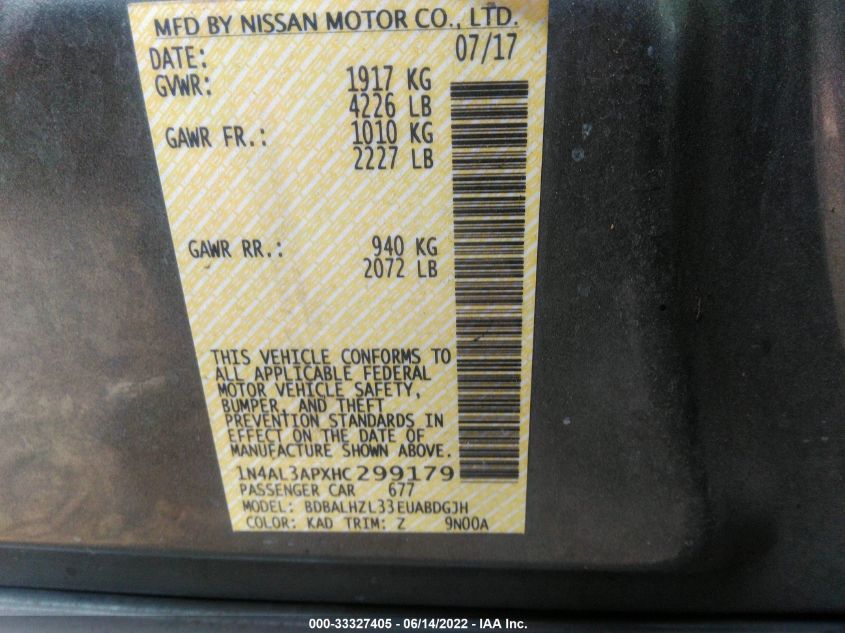 MFD BY NISSAN MOTOR CO., LTD.
DATE: 07/17
GVWR: 1917 KG
4226 LB
GAWR FR.: 1010 KG
2227 LB
GAWR RR.: 940 KG
2072 LB
THIS VEHICLE CONFORMS TO
ALL APPLICABLE FEDERAL
MOTOR VEHICLE SAFETY,
BUMPER, AND THEFT
PREVENTION STANDARDS IN
EFFECT ON THE DATE OF
MANUFACTURE SHOWN ABOVE.
1N4AL3APXHC299179
PASSENGER CAR 677
MODEL: BDBALHZL33EUABDGJH
COLOR: KAD TRIM: Z 9N00A
000-33327405 - 06/14/2022 - IAA Inc.